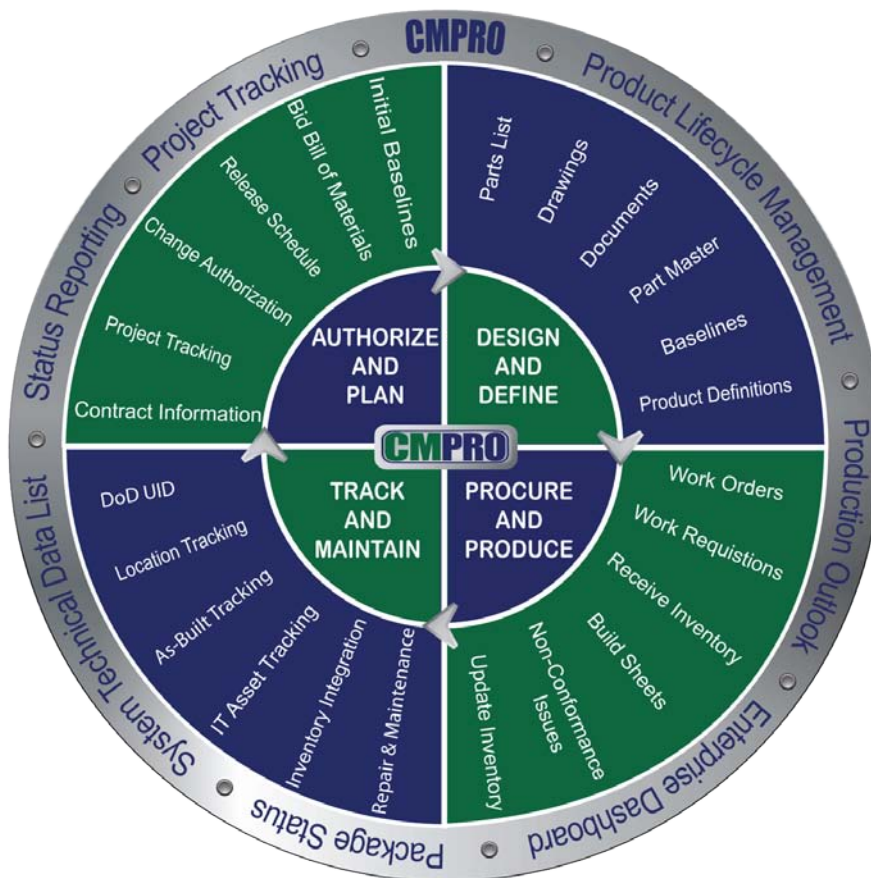 CMPRO
Product Lifecycle Management
Production Outlook
Enterprise Dashboard
Package Status
System Technical Data List
Status Reporting
Project Tracking
Initial Baselines
Bid Bill of Materials
Release Schedule
Change Authorization
Project Tracking
Contract Information
Parts List
Drawings
Documents
Part Master
Baselines
Product Definitions
AUTHORIZE
AND
PLAN
DESIGN
AND
DEFINE
CMPRO
TRACK
AND
MAINTAIN
PROCURE
AND
PRODUCE
Work Orders
Work Requistions
Receive Inventory
Build Sheets
Non-Conformance
Issues
Update Inventory
DoD UID
Location Tracking
As-Built Tracking
IT Asset Tracking
Inventory Integration
Repair & Maintenance